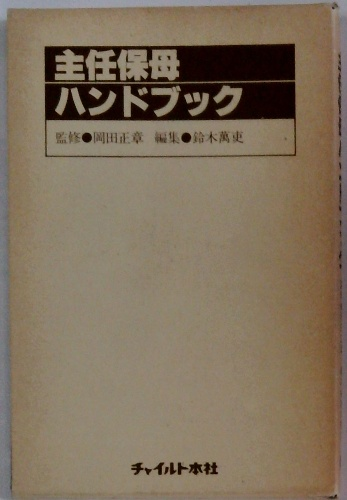 主任保母
ハンドブック
監修●岡田正章 編集●鈴木萬吏
チャイルド本社